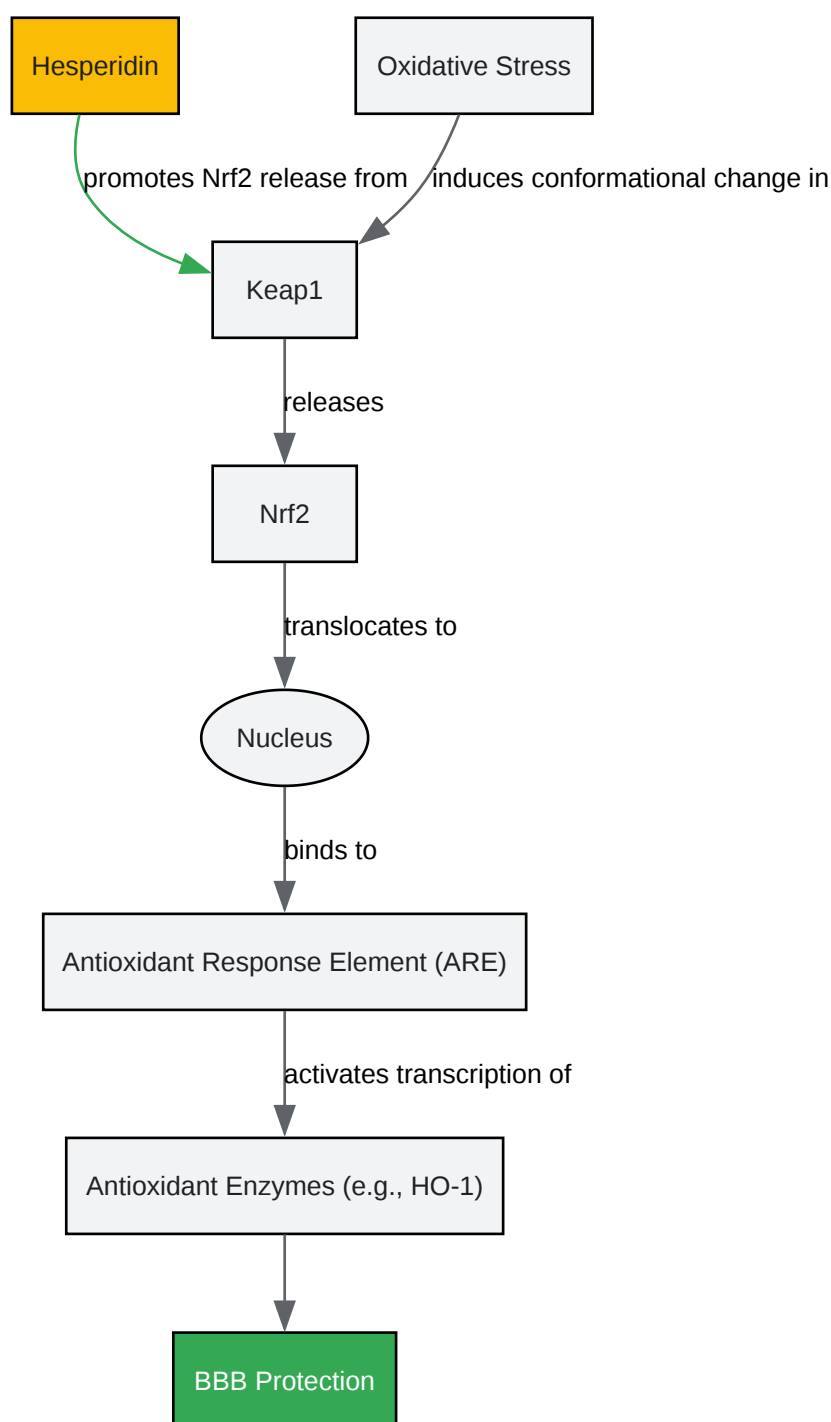 Hesperidin
Oxidative Stress
promotes Nrf2 release from
induces conformational change in
Keap1
releases
Nrf2
translocates to
Nucleus
binds to
Antioxidant Response Element (ARE)
activates transcription of
Antioxidant Enzymes (e.g., HO-1)
BBB Protection